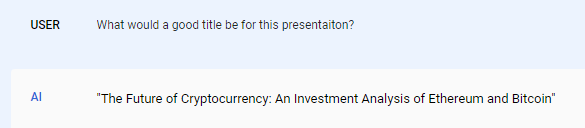 USER What would a good title be for this presentaiton?
AI "The Future of Cryptocurrency: An Investment Analysis of Ethereum and Bitcoin"